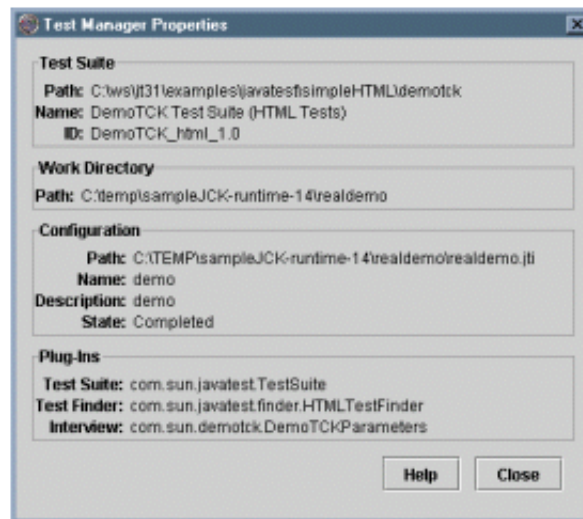 Test Manager Properties
Test Suite
Path: C:\ws\jt31\examples\javatest\simpleHTML\demotck
Name: DemoTCK Test Suite (HTML Tests)
ID: DemoTCK_html_1.0
Work Directory
Path: C:\temp\sampleJCK-runtime-14\realdemo
Configuration
Path: C:\TEMP\sampleJCK-runtime-14\realdemo\realdemo.jti
Name: demo
Description: demo
State: Completed
Plug-Ins
Test Suite: com.sun.javatest.TestSuite
Test Finder: com.sun.javatest.finder.HTMLTestFinder
Interview: com.sun.demotck.DemoTCKParameters
Help Close